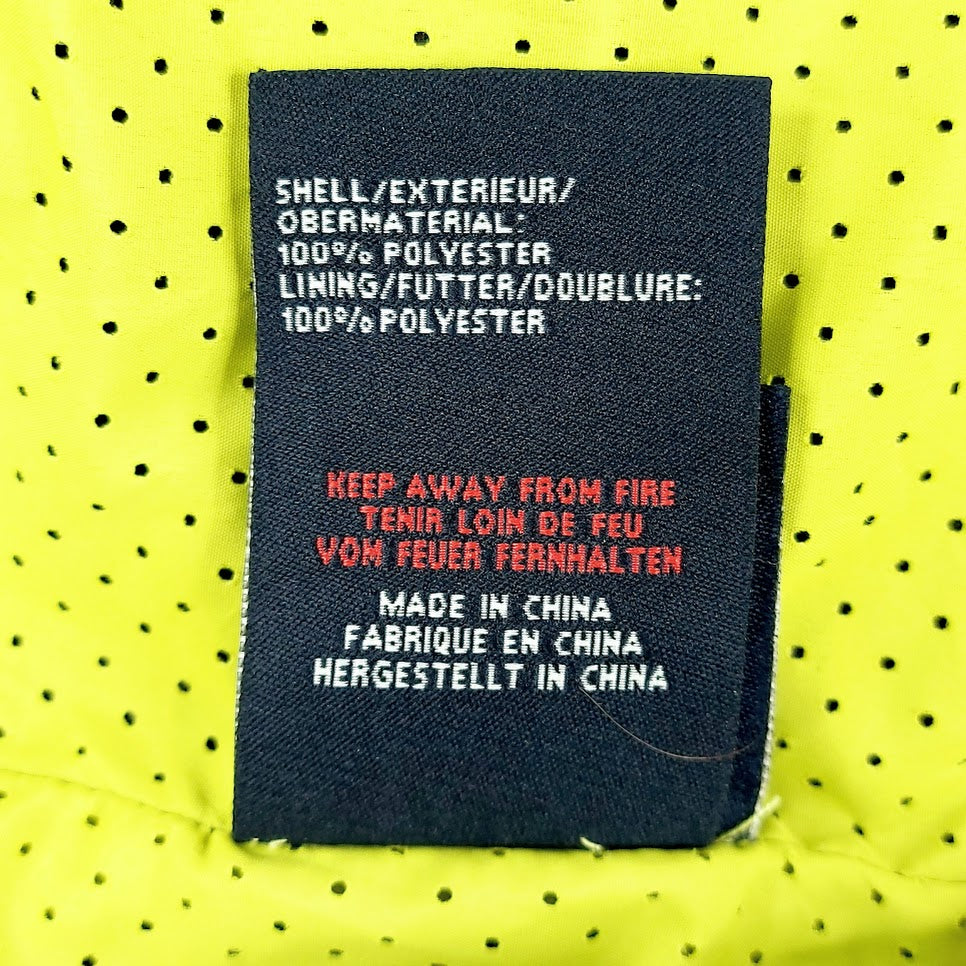 SHELL/EXTERIEUR/
OBERMATERIAL:
100% POLYESTER
LINING/FUTTER/DOUBLURE:
100% POLYESTER
KEEP AWAY FROM FIRE
TENIR LOIN DE FEU
VOM FEUER FERNHALTEN
MADE IN CHINA
FABRIQUE EN CHINA
HERGESTELLT IN CHINA